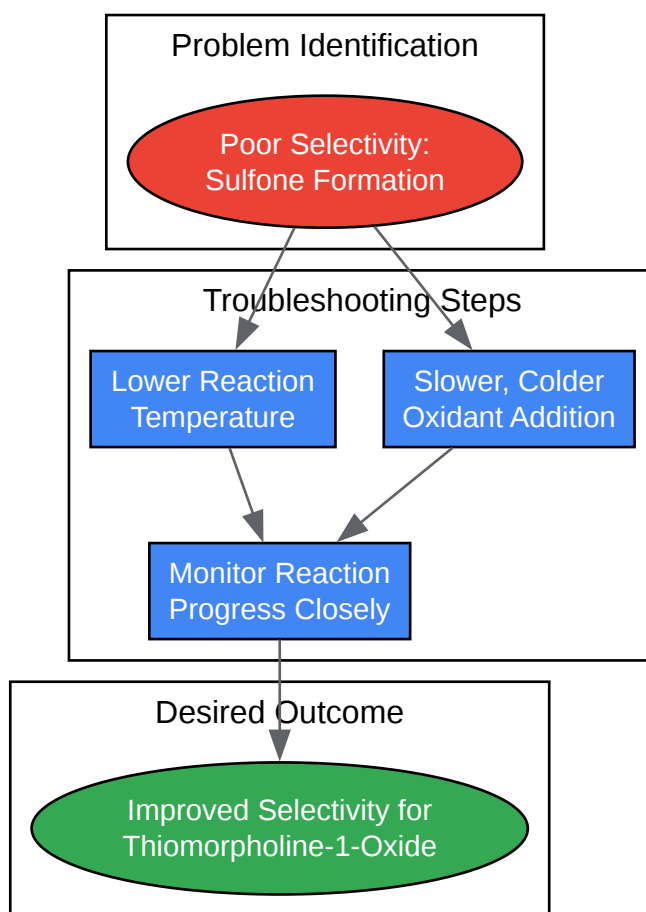 Problem Identification
Poor Selectivity:
Sulfone Formation
Troubleshooting Steps
Lower Reaction
Temperature
Slower, Colder
Oxidant Addition
Monitor Reaction
Progress Closely
Desired Outcome
Improved Selectivity for
Thiomorpholine-1-Oxide